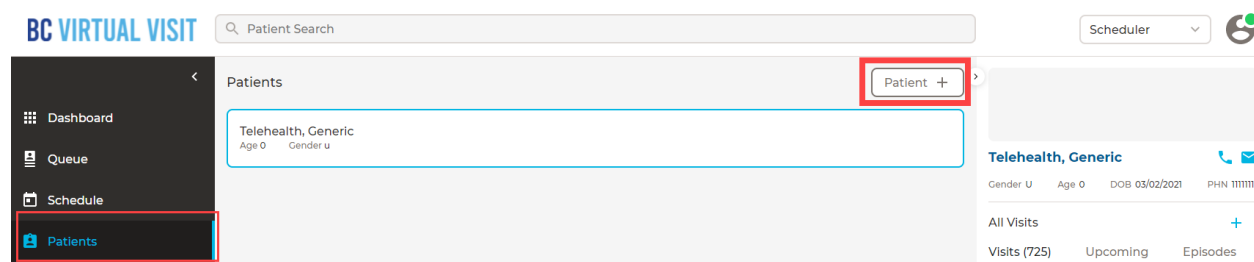 BC VIRTUAL VISIT
Patient Search
Scheduler
Patients
Patient +
Dashboard
Queue
Schedule
Patients
Telehealth, Generic
Age 0 Gender u
Telehealth, Generic
Gender U Age 0 DOB 03/02/2021 PHN 1111111
All Visits +
Visits (725) Upcoming Episodes